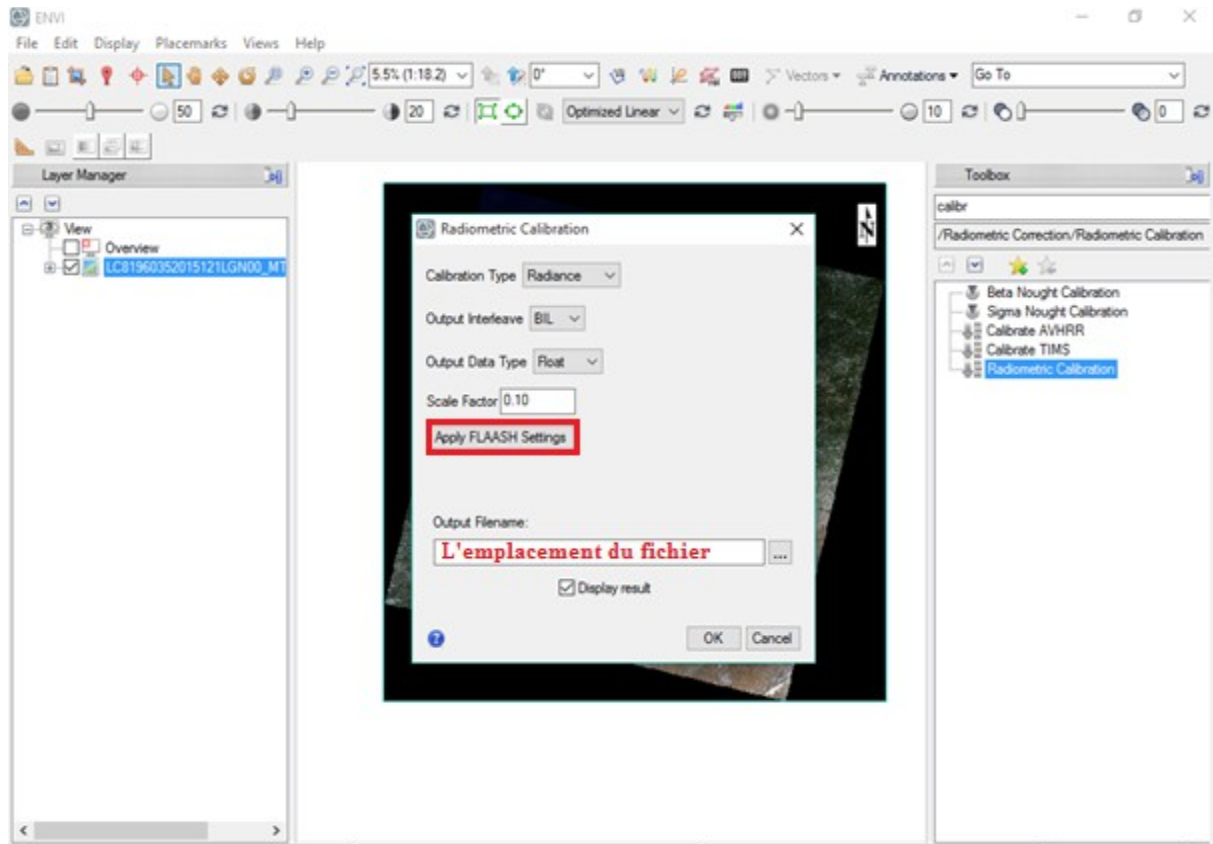 ENVI
File Edit Display Placemarks Views Help
5.5% (1:18.2) 0° Vectors Annotations Go To
50 20 Optimized Linear 10 0
Layer Manager
View
Overview
LC81960352015121LGN00_MT
Radiometric Calibration
Calibration Type Radiance
Output Interleave BIL
Output Data Type Float
Scale Factor 0.10
Apply FLAASH Settings
Output Filename:
L'emplacement du fichier ...
Display result
OK Cancel
N
Toolbox
calibr
/Radiometric Correction/Radiometric Calibration
Beta Nought Calibration
Sigma Nought Calibration
Calibrate AVHRR
Calibrate TIMS
Radiometric Calibration